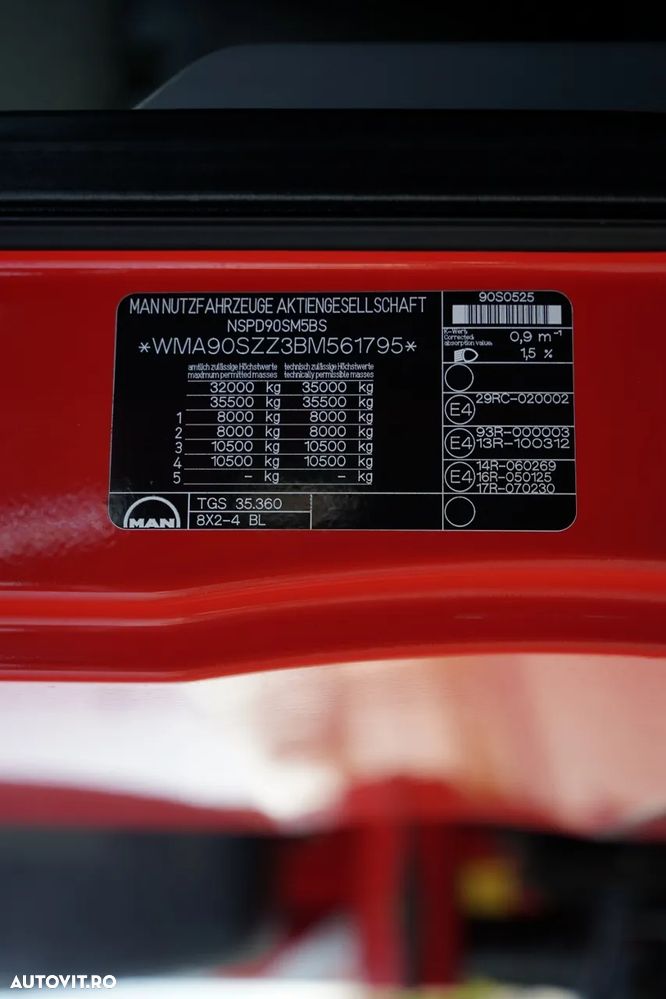 MAN NUTZFAHRZEUGE AKTIENGESELLSCHAFT
NSPD90SM5BS
*WMA90SZZ3BM561795*
amtlich zulässige Höchstwerte technisch zulässige Höchstwerte
maximum permitted masses technically permissible masses
32000 kg 35000 kg
35500 kg 35500 kg
1 8000 kg 8000 kg
2 8000 kg 8000 kg
3 10500 kg 10500 kg
4 10500 kg 10500 kg
5 - kg - kg
MAN
TGS 35.360
8X2-4 BL
90S0525
K-Wert
Corrected absorption value: 0,9 m⁻¹
1,5 %
E4 29RC-020002
E4 93R-000003
13R-100312
E4 14R-060269
16R-050125
17R-070230
AUTOVIT.RO